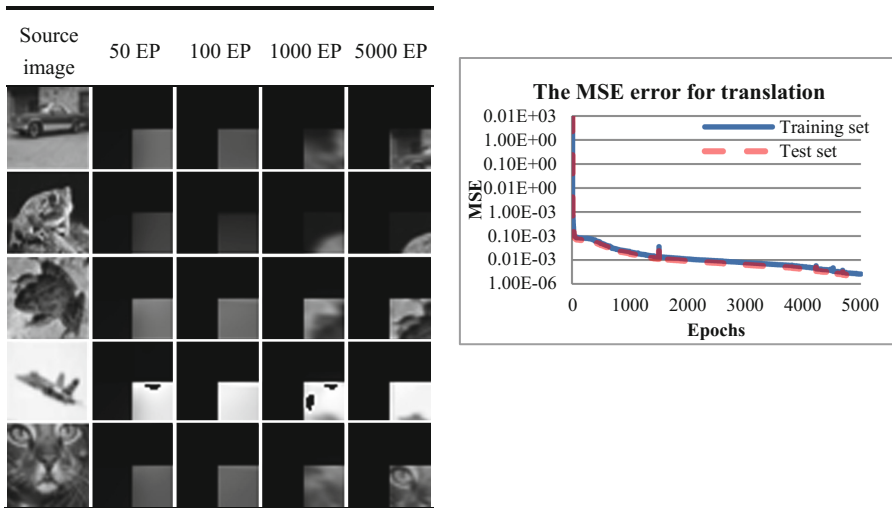 Source image
50 EP
100 EP
1000 EP
5000 EP
The MSE error for translation
0.01E+03
1.00E+00
0.10E+00
0.01E+00
1.00E-03
0.10E-03
0.01E-03
1.00E-06
MSE
Training set
Test set
0
1000
2000
3000
4000
5000
Epochs